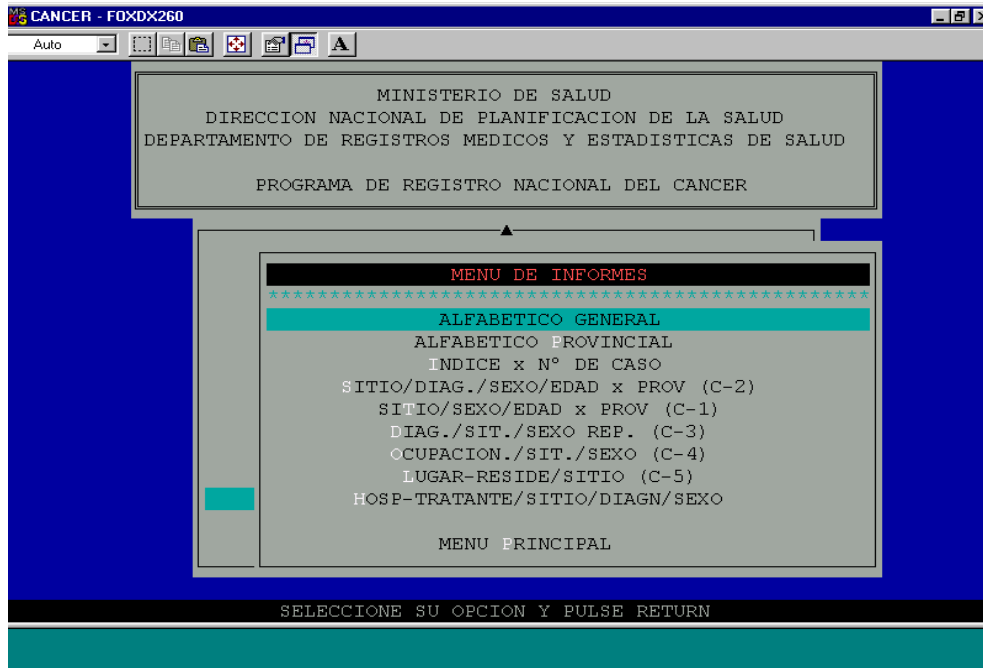 CANCER - FOXDX260
Auto
A
MINISTERIO DE SALUD
DIRECCION NACIONAL DE PLANIFICACION DE LA SALUD
DEPARTAMENTO DE REGISTROS MEDICOS Y ESTADISTICAS DE SALUD
PROGRAMA DE REGISTRO NACIONAL DEL CANCER
MENU DE INFORMES
*************************************************
ALFABETICO GENERAL
ALFABETICO PROVINCIAL
INDICE x Nº DE CASO
SITIO/DIAG./SEXO/EDAD x PROV (C-2)
SITIO/SEXO/EDAD x PROV (C-1)
DIAG./SIT./SEXO REP. (C-3)
OCUPACION./SIT./SEXO (C-4)
LUGAR-RESIDE/SITIO (C-5)
HOSP-TRATANTE/SITIO/DIAGN/SEXO
MENU PRINCIPAL
SELECCIONE SU OPCION Y PULSE RETURN